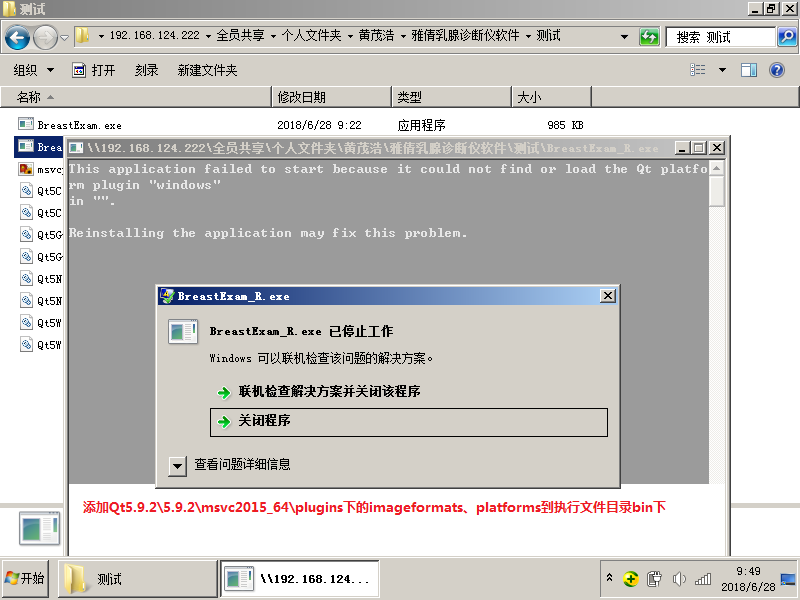 测试
192.168.124.222 全员共享 个人文件夹 黄茂浩 雅倩乳腺诊断仪软件 测试
搜索 测试
组织 打开 刻录 新建文件夹
名称 修改日期 类型 大小
BreastExam.exe 2018/6/28 9:22 应用程序 985 KB
Brea
msvc
Qt5C
Qt5C
Qt5G
Qt5G
Qt5N
Qt5N
Qt5W
Qt5W
\\192.168.124.222\全员共享\个人文件夹\黄茂浩\雅倩乳腺诊断仪软件\测试\BreastExam_R.exe
This application failed to start because it could not find or load the Qt platfo
rm plugin "windows"
in "".
Reinstalling the application may fix this problem.
BreastExam_R.exe
BreastExam_R.exe 已停止工作
Windows 可以联机检查该问题的解决方案。
联机检查解决方案并关闭该程序
关闭程序
查看问题详细信息
添加Qt5.9.2\5.9.2\msvc2015_64\plugins下的imageformats、platforms到执行文件目录bin下
开始 测试 \\192.168.124...
9:49
2018/6/28